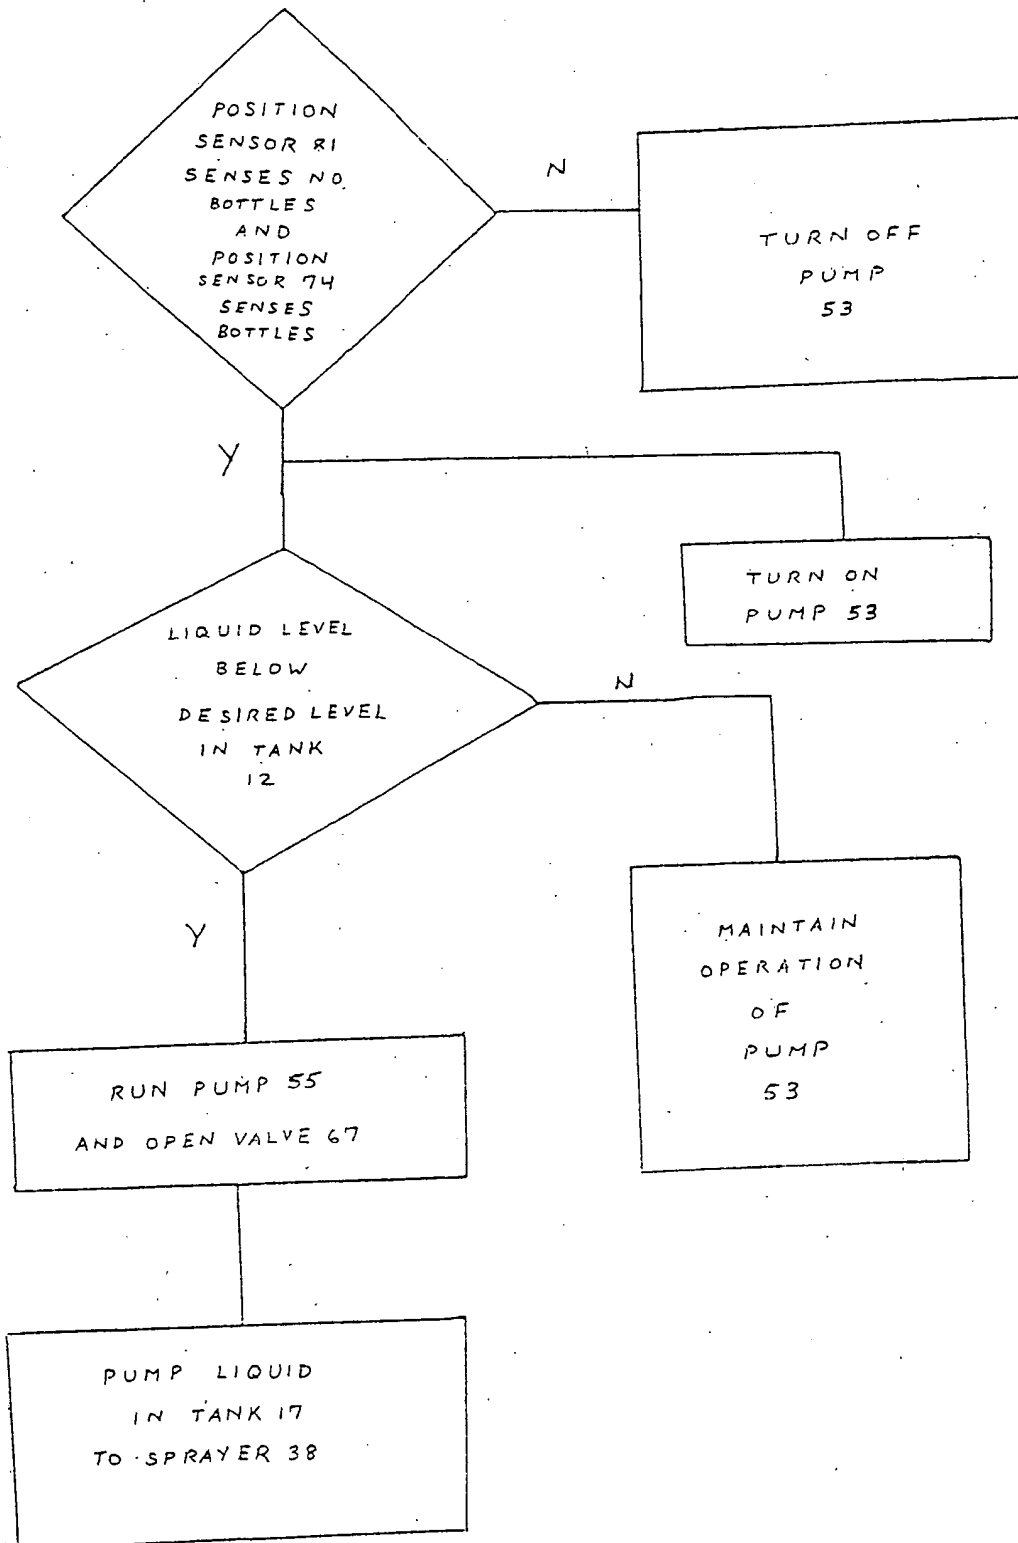 POSITION
SENSOR 81
SENSES NO
BOTTLES
AND
POSITION
SENSOR 74
SENSES
BOTTLES
N
TURN OFF
PUMP
53
Y
TURN ON
PUMP 53
LIQUID LEVEL
BELOW
DESIRED LEVEL
IN TANK
12
N
MAINTAIN
OPERATION
OF
PUMP
53
Y
RUN PUMP 55
AND OPEN VALVE 67
PUMP LIQUID
IN TANK 17
TO SPRAYER 38